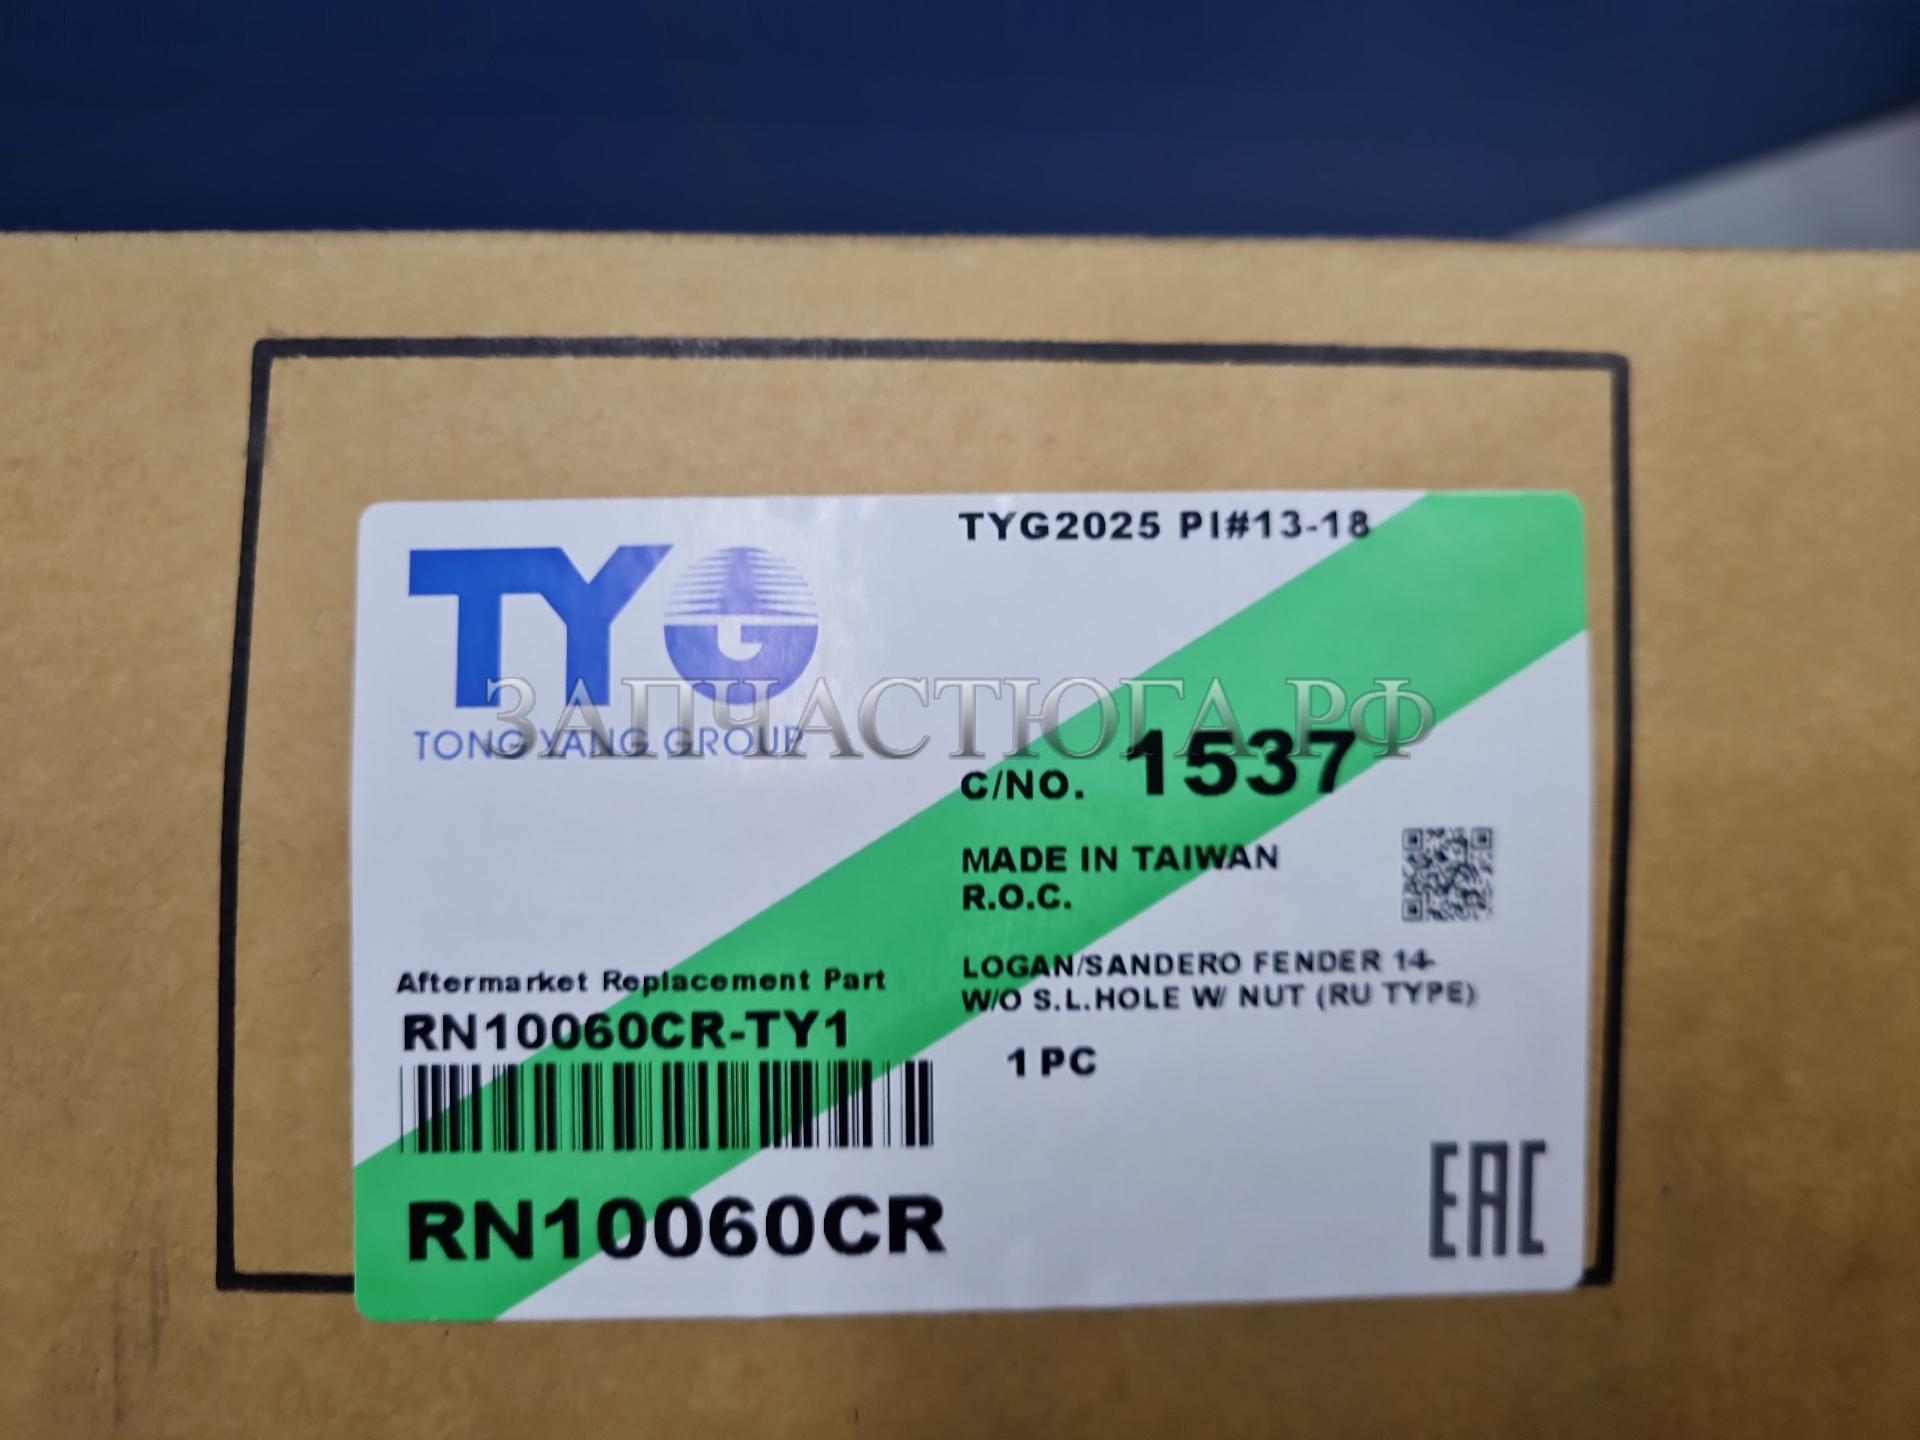 TYG2025 PI#13-18
TYG
TONG YANG GROUP
ЗАПЧАСТЮГА.РФ
C/NO. 1537
MADE IN TAIWAN
R.O.C.
LOGAN/SANDERO FENDER 14-
W/O S.L.HOLE W/ NUT (RU TYPE)
1 PC
Aftermarket Replacement Part
RN10060CR-TY1
RN10060CR
EAC